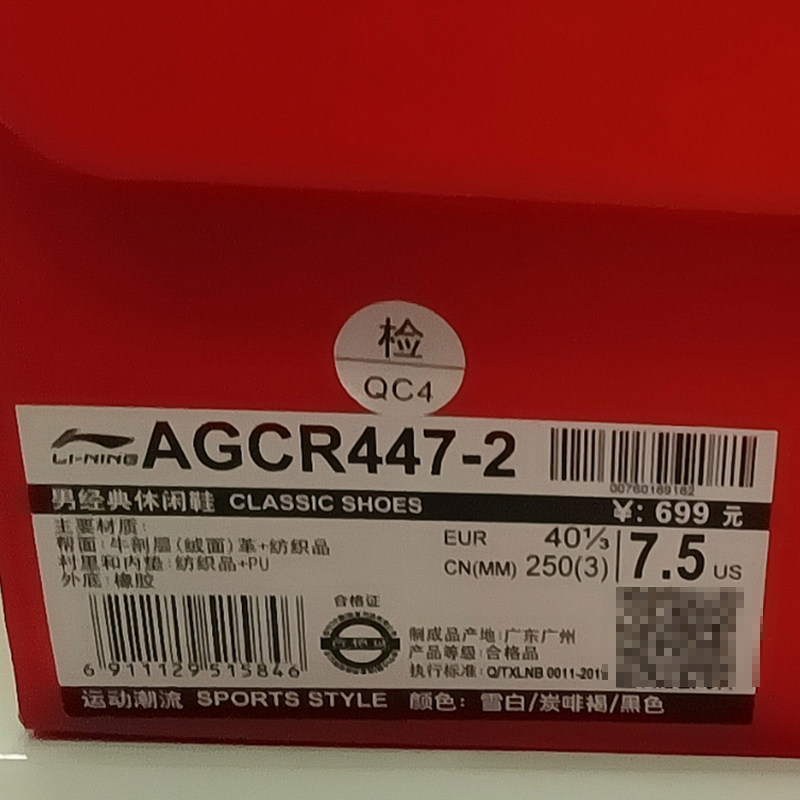 检
QC4
LI-NING AGCR447-2
00760169162
男经典休闲鞋 CLASSIC SHOES ¥: 699 元
主要材质:
帮面:牛剖层(绒面)革+纺织品
衬里和内垫:纺织品+PU
外底:橡胶
EUR 40⅓
CN(MM) 250(3)
7.5 US
6 911129 515846
合格证
制成品产地:广东广州
产品等级:合格品
执行标准:Q/TXLNB 0011-2019
运动潮流 SPORTS STYLE 颜色:雪白/炭啡褐/黑色